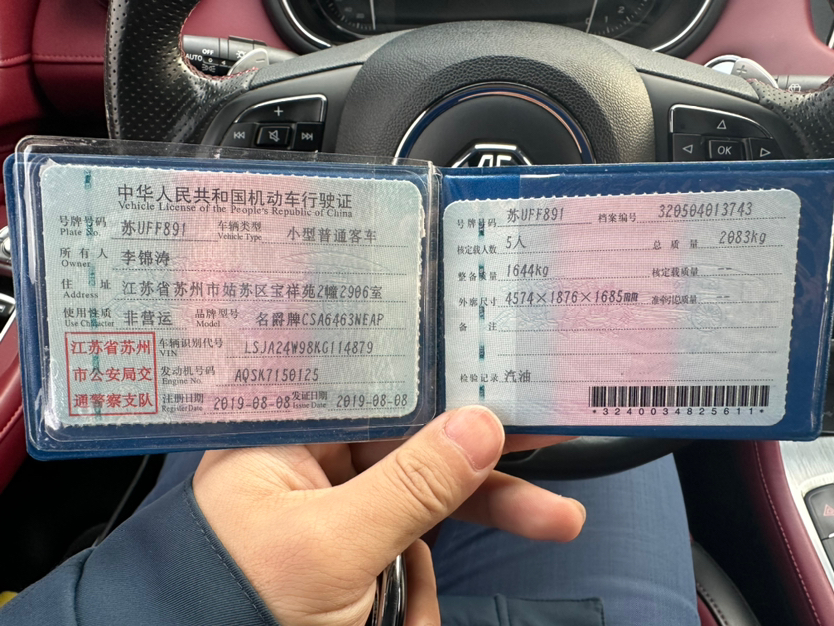 OFF
AUTO
OK
中华人民共和国机动车行驶证
Vehicle License of the People's Republic of China
号牌号码 苏UFF891 车辆类型 小型普通客车
Plate No. Vehicle Type
所有人 李锦涛
Owner
住址 江苏省苏州市姑苏区宝祥苑2幢2906室
Address
使用性质 非营运 品牌型号 名爵牌CSA6463NEAP
Use Character Model
江苏省苏州
市公安局交
通警察支队
车辆识别代号 LSJA24W98KG114879
VIN
发动机号码 AQSK7150125
Engine No.
注册日期 2019-08-08 发证日期 2019-08-08
Register Date Issue Date
号牌号码 苏UFF891 档案编号 320504013743
核定载人数 5人 总质量 2083kg
整备质量 1644kg 核定载质量 --
外廓尺寸 4574×1876×1685mm 准牵引总质量 --
备注
检验记录 汽油
*3240034825611*